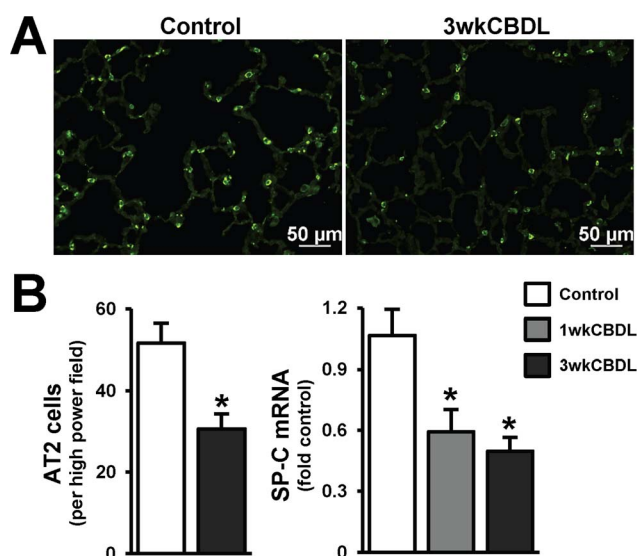 A
Control
3wkCBDL
50 µm
50 µm
B
AT2 cells
(per high power field)
60
40
20
0
*
SP-C mRNA
(fold control)
1.2
0.9
0.6
0.3
0
*
*
Control
1wkCBDL
3wkCBDL